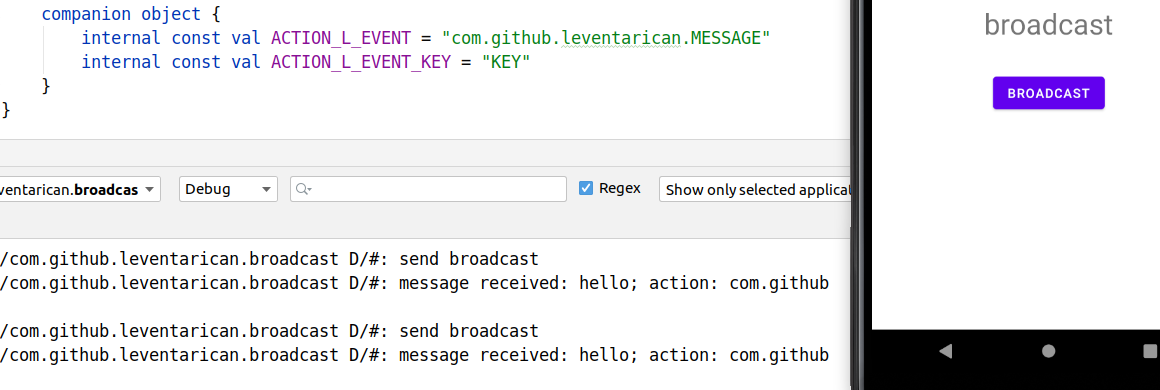 companion object {
internal const val ACTION_L_EVENT = "com.github.leventarican.MESSAGE"
internal const val ACTION_L_EVENT_KEY = "KEY"
}
}
broadcast
BROADCAST
ventarican.broadcas
Debug
Regex
Show only selected applicat
/com.github.leventarican.broadcast D/#: send broadcast
/com.github.leventarican.broadcast D/#: message received: hello; action: com.github
/com.github.leventarican.broadcast D/#: send broadcast
/com.github.leventarican.broadcast D/#: message received: hello; action: com.github